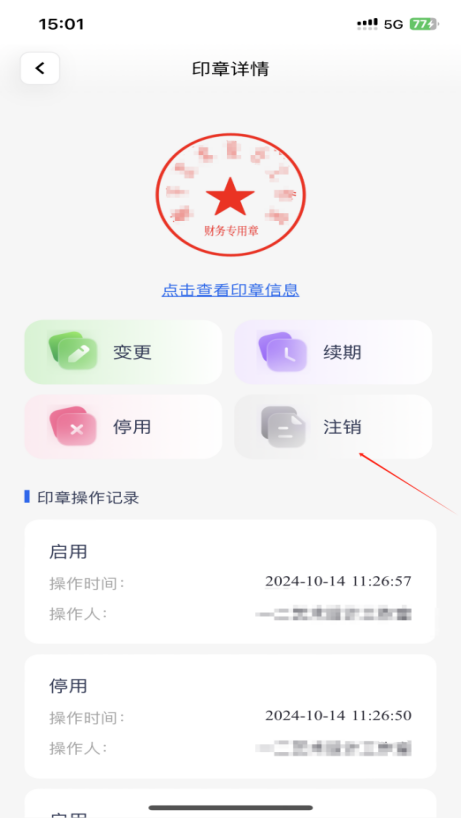 15:01
5G
77
印章详情
财务专用章
点击查看印章信息
变更
续期
停用
注销
印章操作记录
启用
操作时间:
2024-10-14 11:26:57
操作人:
停用
操作时间:
2024-10-14 11:26:50
操作人: